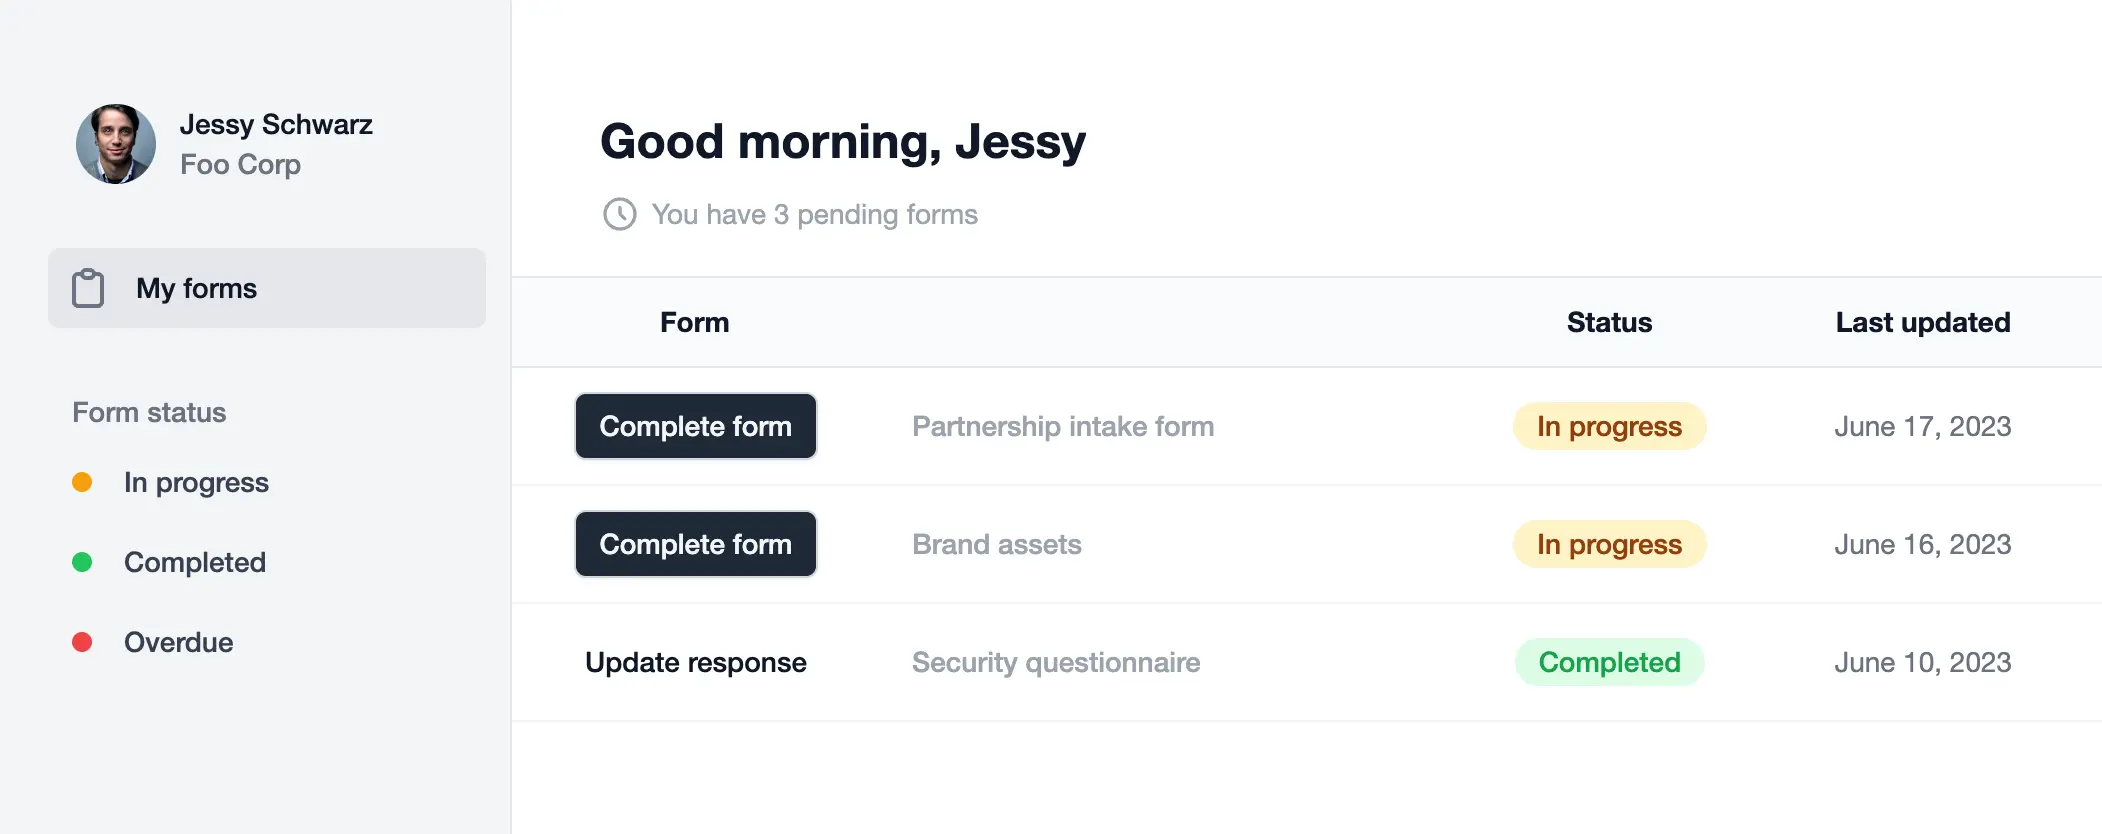 Jessy Schwarz
Foo Corp
My forms
Form status
In progress
Completed
Overdue
Good morning, Jessy
You have 3 pending forms
Form Status Last updated
Complete form Partnership intake form In progress June 17, 2023
Complete form Brand assets In progress June 16, 2023
Update response Security questionnaire Completed June 10, 2023